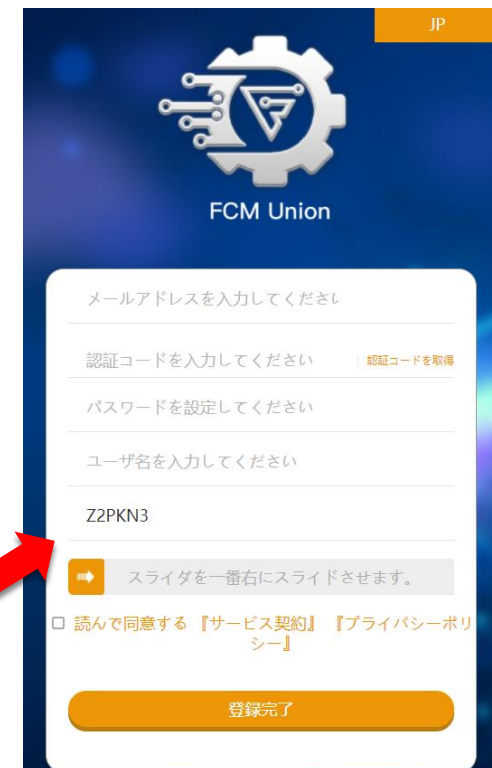 JP
FCM Union
メールアドレスを入力してくださ
認証コードを入力してください 認証コードを取得
パスワードを設定してください
ユーザ名を入力してください
Z2PKN3
スライダを一番右にスライドさせます。
読んで同意する 『サービス契約』 『プライバシーポリ
シー』
登録完了